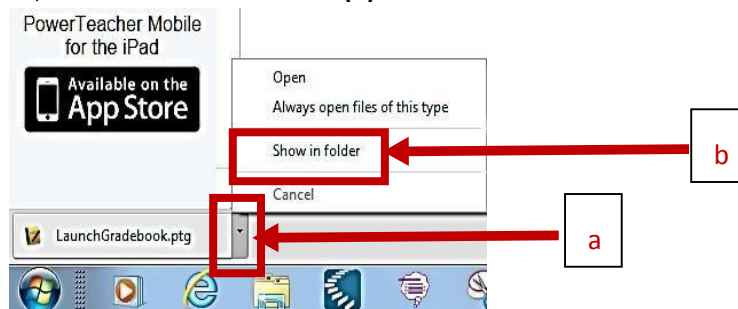 PowerTeacher Mobile
for the iPad
Available on the
App Store
Open
Always open files of this type
Show in folder
b
Cancel
LaunchGradebook.ptg
a